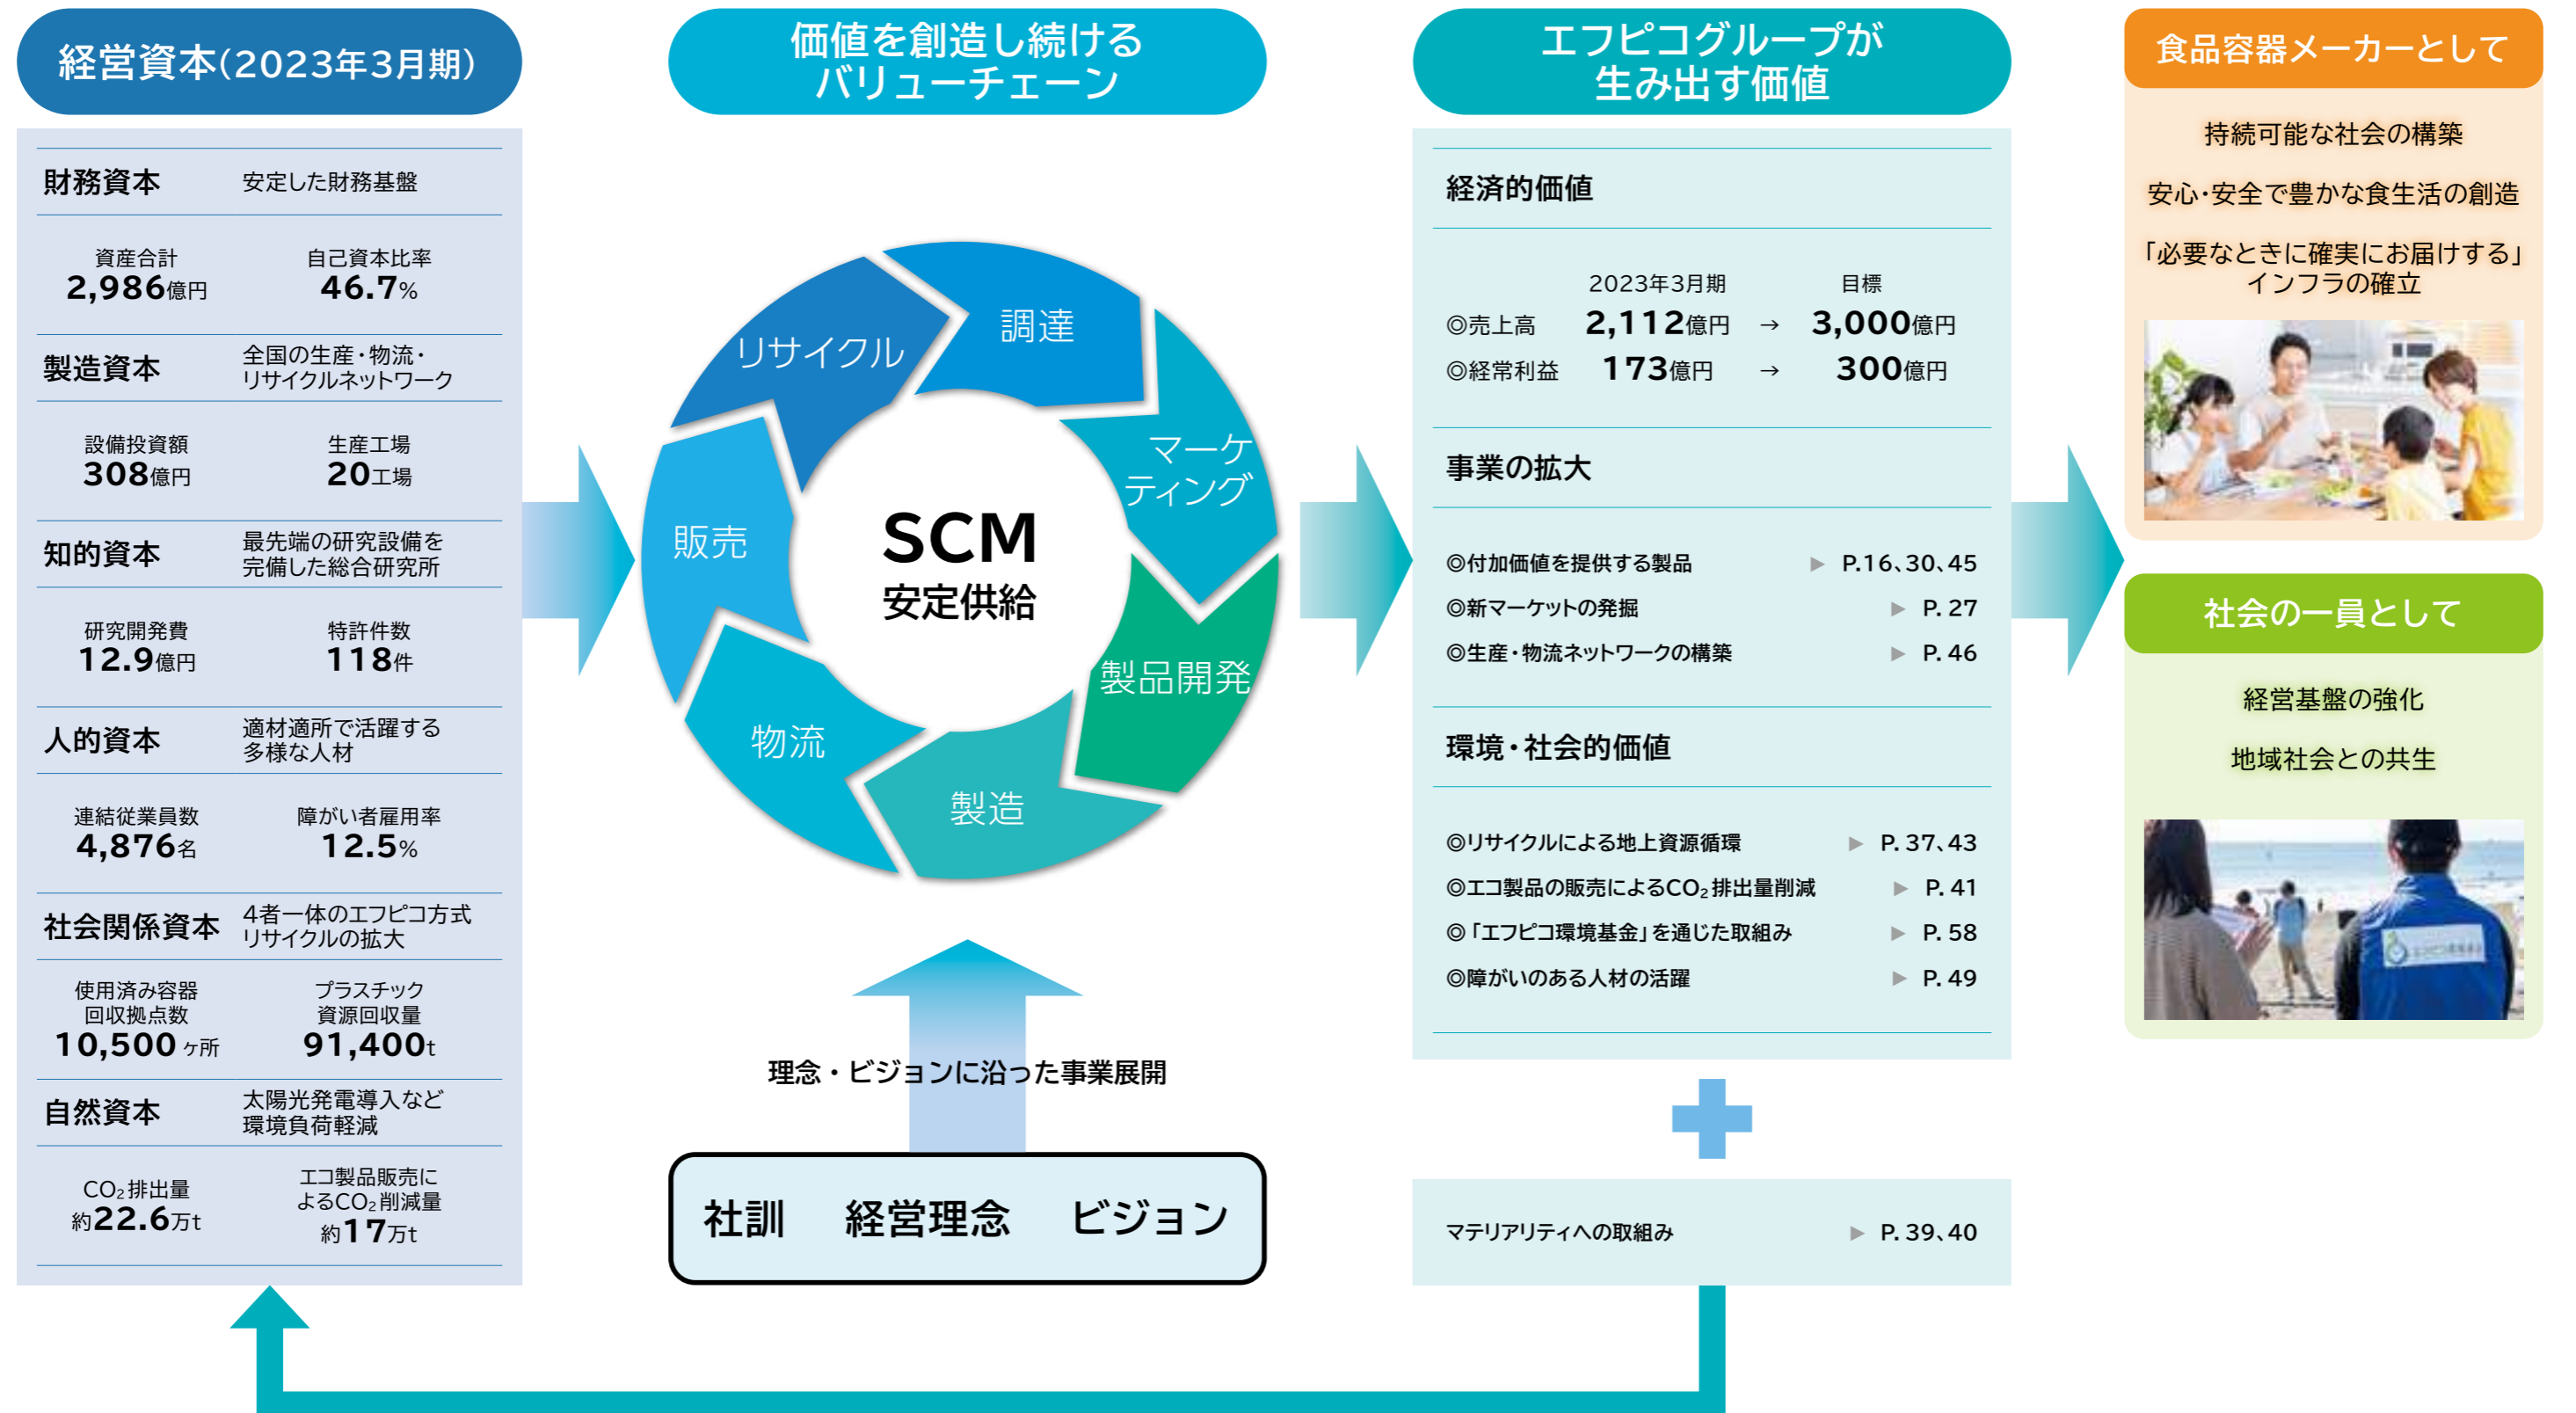 経営資本(2023年3月期)
財務資本
安定した財務基盤
資産合計
2,986億円
自己資本比率
46.7%
製造資本
全国の生産・物流・
リサイクルネットワーク
設備投資額
308億円
生産工場
20工場
知的資本
最先端の研究設備を
完備した総合研究所
研究開発費
12.9億円
特許件数
118件
人的資本
適材適所で活躍する
多様な人材
連結従業員数
4,876名
障がい者雇用率
12.5%
社会関係資本
4者一体のエフピコ方式
リサイクルの拡大
使用済み容器
回収拠点数
10,500ヶ所
プラスチック
資源回収量
91,400t
自然資本
太陽光発電導入など
環境負荷軽減
CO₂排出量
約22.6万t
エコ製品販売に
よるCO₂削減量
約17万t
価値を創造し続ける
バリューチェーン
調達
マーケ
ティング
製品開発
製造
物流
販売
リサイクル
SCM
安定供給
理念・ビジョンに沿った事業展開
社訓 経営理念 ビジョン
エフピコグループが
生み出す価値
経済的価値
2023年3月期 目標
◎売上高 2,112億円 → 3,000億円
◎経常利益 173億円 → 300億円
事業の拡大
◎付加価値を提供する製品 ▶ P.16、30、45
◎新マーケットの発掘 ▶ P. 27
◎生産・物流ネットワークの構築 ▶ P. 46
環境・社会的価値
◎リサイクルによる地上資源循環 ▶ P. 37、43
◎エコ製品の販売によるCO₂排出量削減 ▶ P. 41
◎「エフピコ環境基金」を通じた取組み ▶ P. 58
◎障がいのある人材の活躍 ▶ P. 49
マテリアリティへの取組み ▶ P. 39、40
食品容器メーカーとして
持続可能な社会の構築
安心・安全で豊かな食生活の創造
「必要なときに確実にお届けする」
インフラの確立
社会の一員として
経営基盤の強化
地域社会との共生